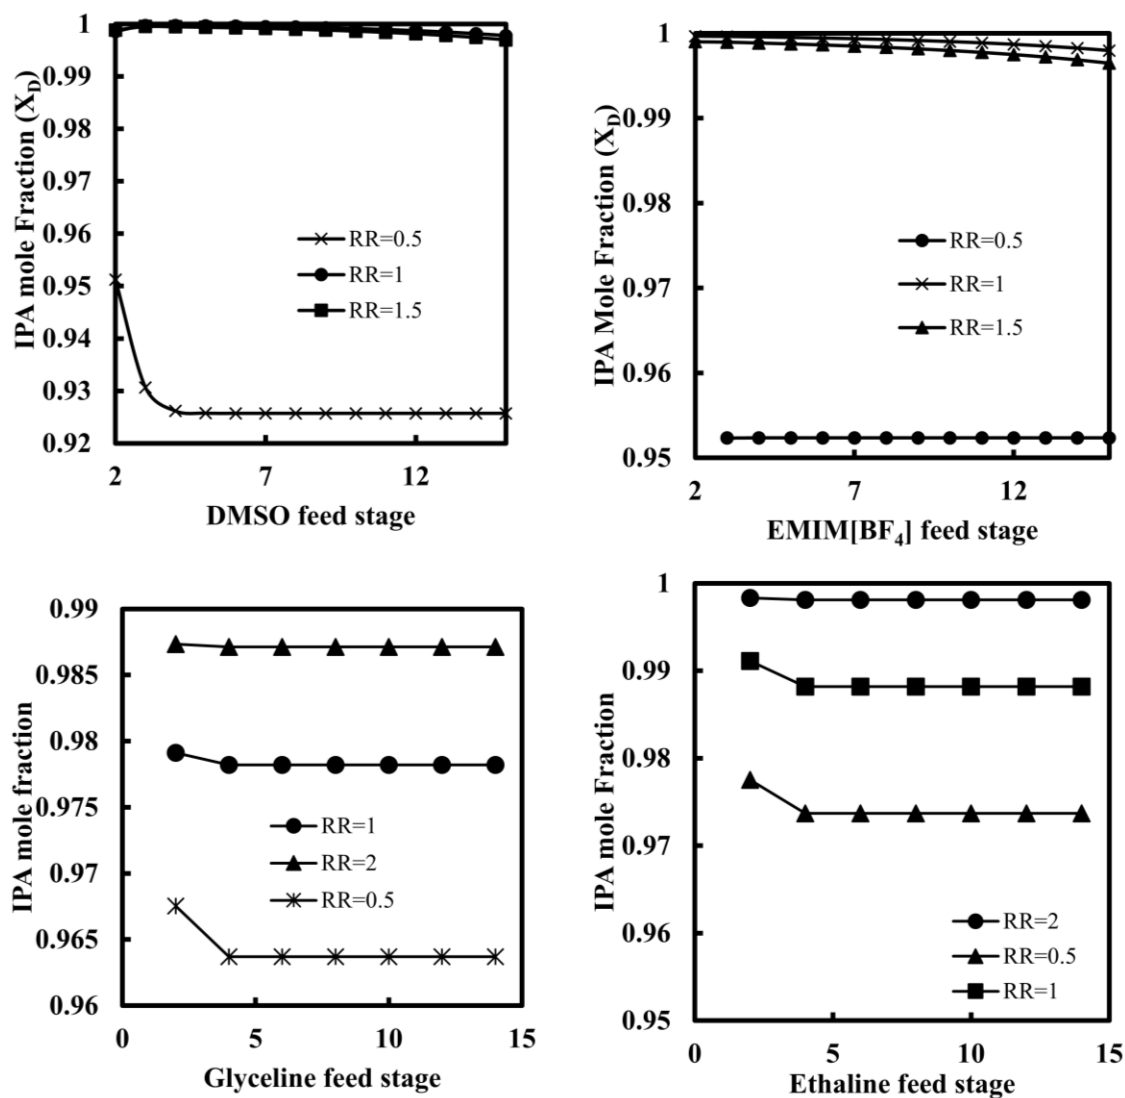 IPA mole Fraction (X_D)
1
0.99
0.98
0.97
0.96
0.95
0.94
0.93
0.92
RR=0.5
RR=1
RR=1.5
2 7 12
DMSO feed stage
IPA Mole Fraction (X_D)
1
0.99
0.98
0.97
0.96
0.95
RR=0.5
RR=1
RR=1.5
2 7 12
EMIM[BF₄] feed stage
IPA mole fraction
0.99
0.985
0.98
0.975
0.97
0.965
0.96
RR=1
RR=2
RR=0.5
0 5 10 15
Glyceline feed stage
IPA mole Fraction
1
0.99
0.98
0.97
0.96
0.95
RR=2
RR=0.5
RR=1
0 5 10 15
Ethaline feed stage